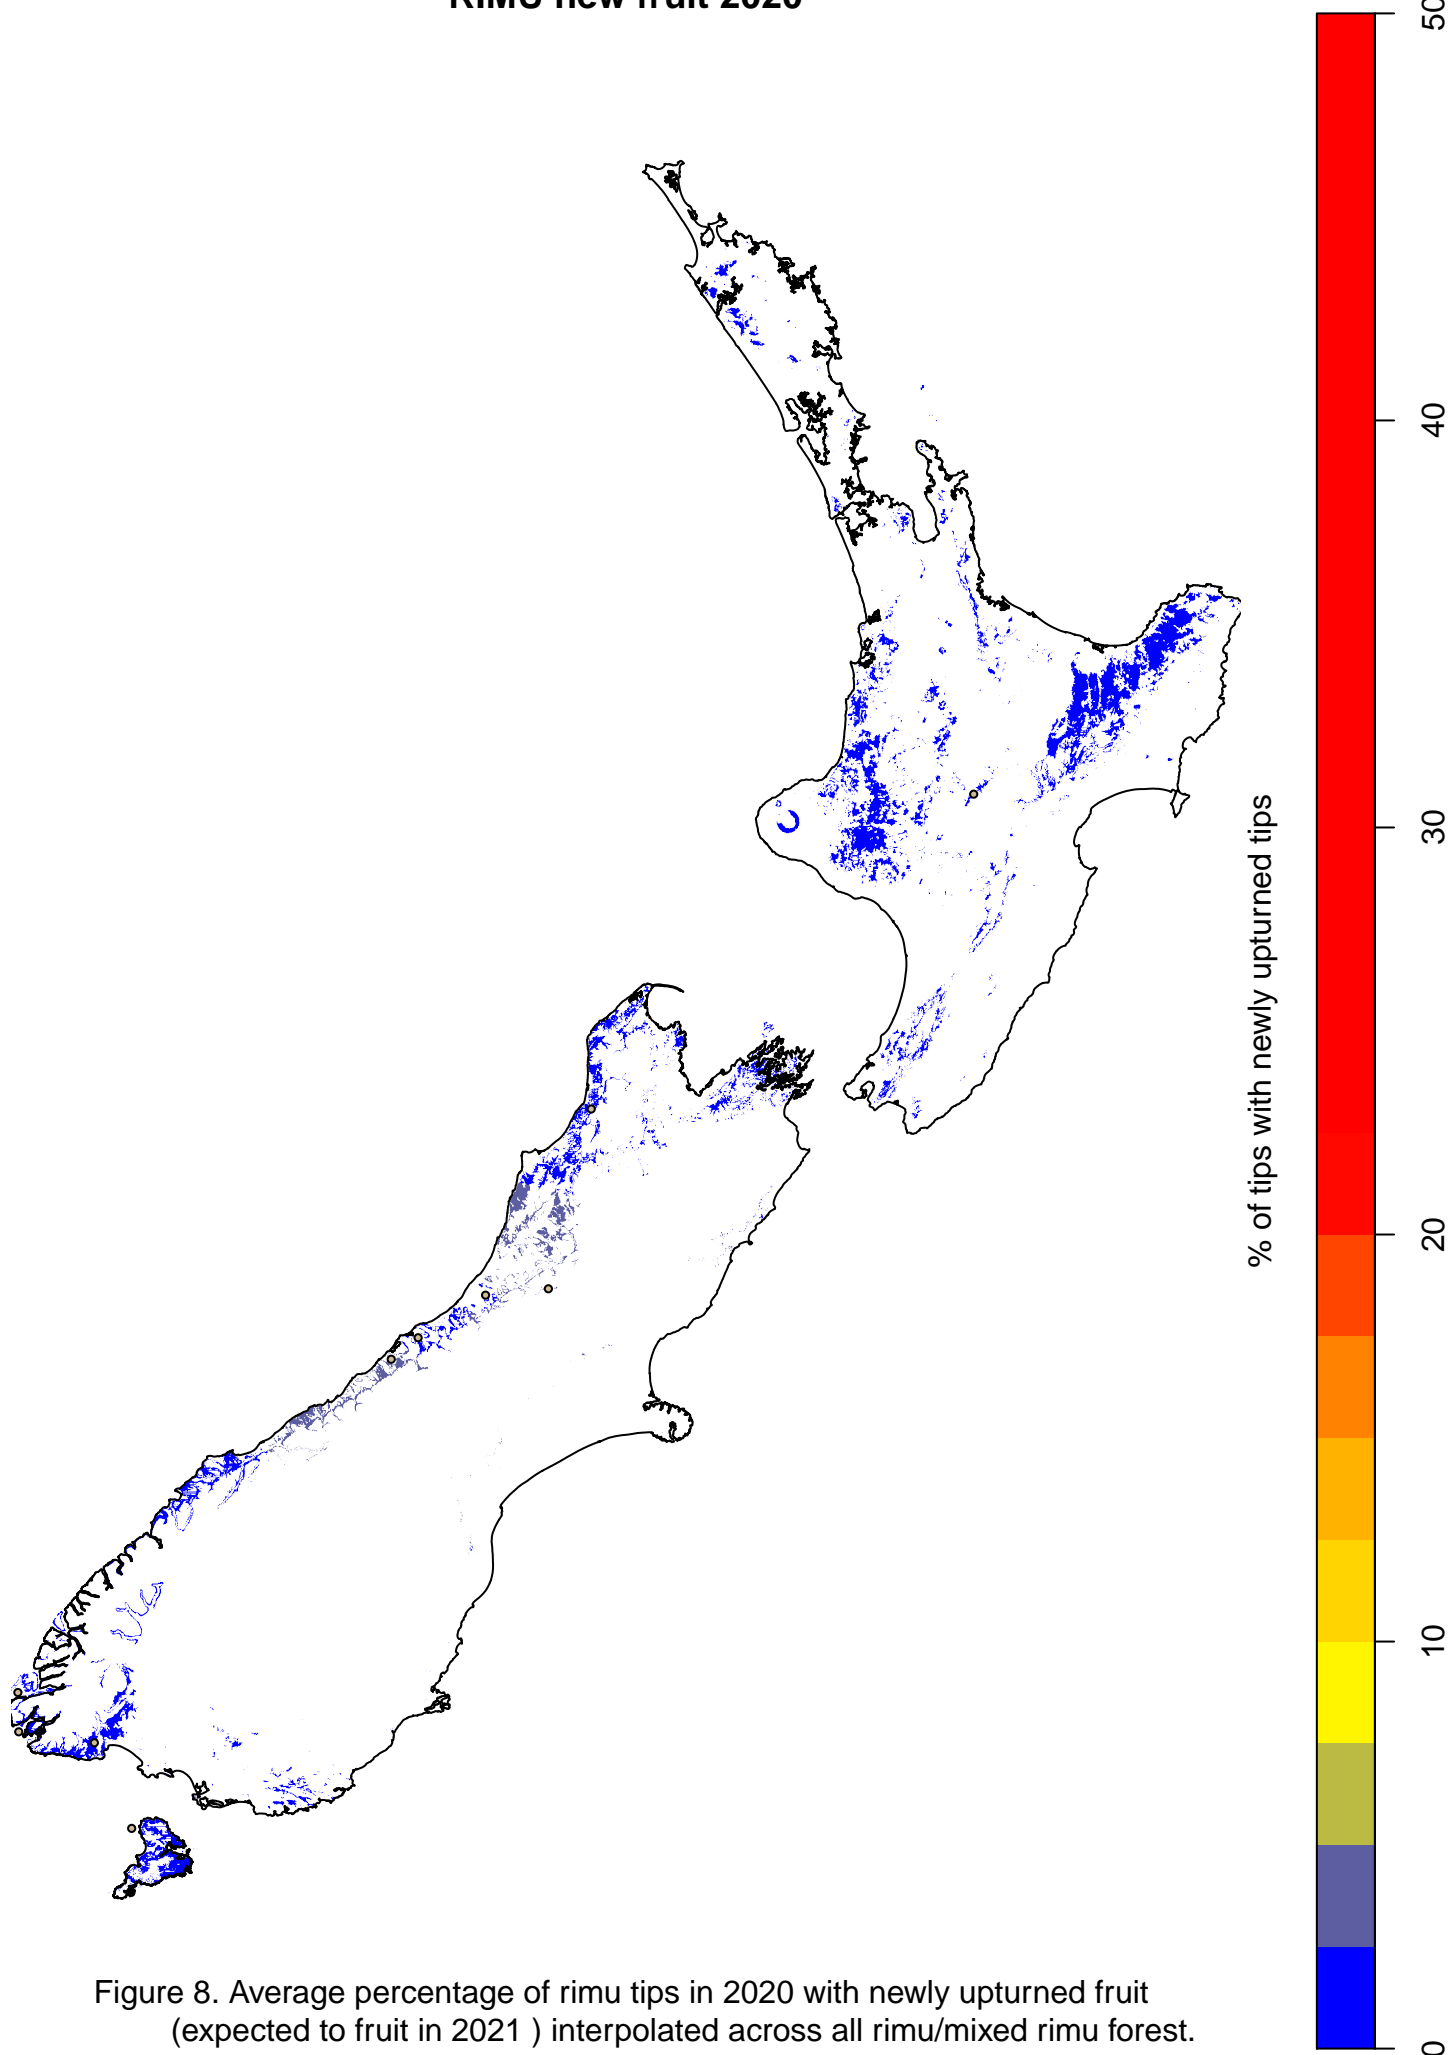 RIMU new fruit 2020
50
40
30
20
10
0
% of tips with newly upturned tips
Figure 8. Average percentage of rimu tips in 2020 with newly upturned fruit
(expected to fruit in 2021 ) interpolated across all rimu/mixed rimu forest.